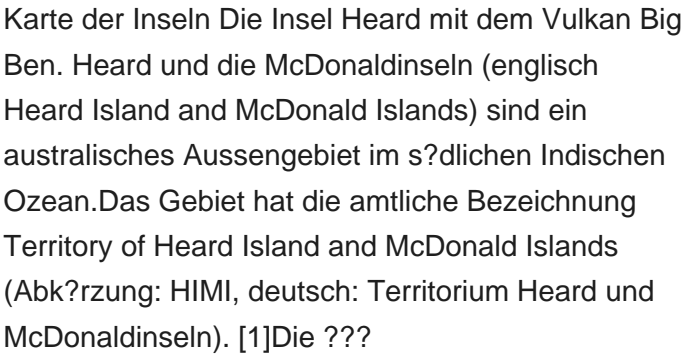 Karte der Inseln Die Insel Heard mit dem Vulkan Big
Ben. Heard und die McDonaldinseln (englisch
Heard Island and McDonald Islands) sind ein
australisches Aussengebiet im s?dlichen Indischen
Ozean.Das Gebiet hat die amtliche Bezeichnung
Territory of Heard Island and McDonald Islands
(Abk?rzung: HIMI, deutsch: Territorium Heard und
McDonaldinseln). [1]Die ???